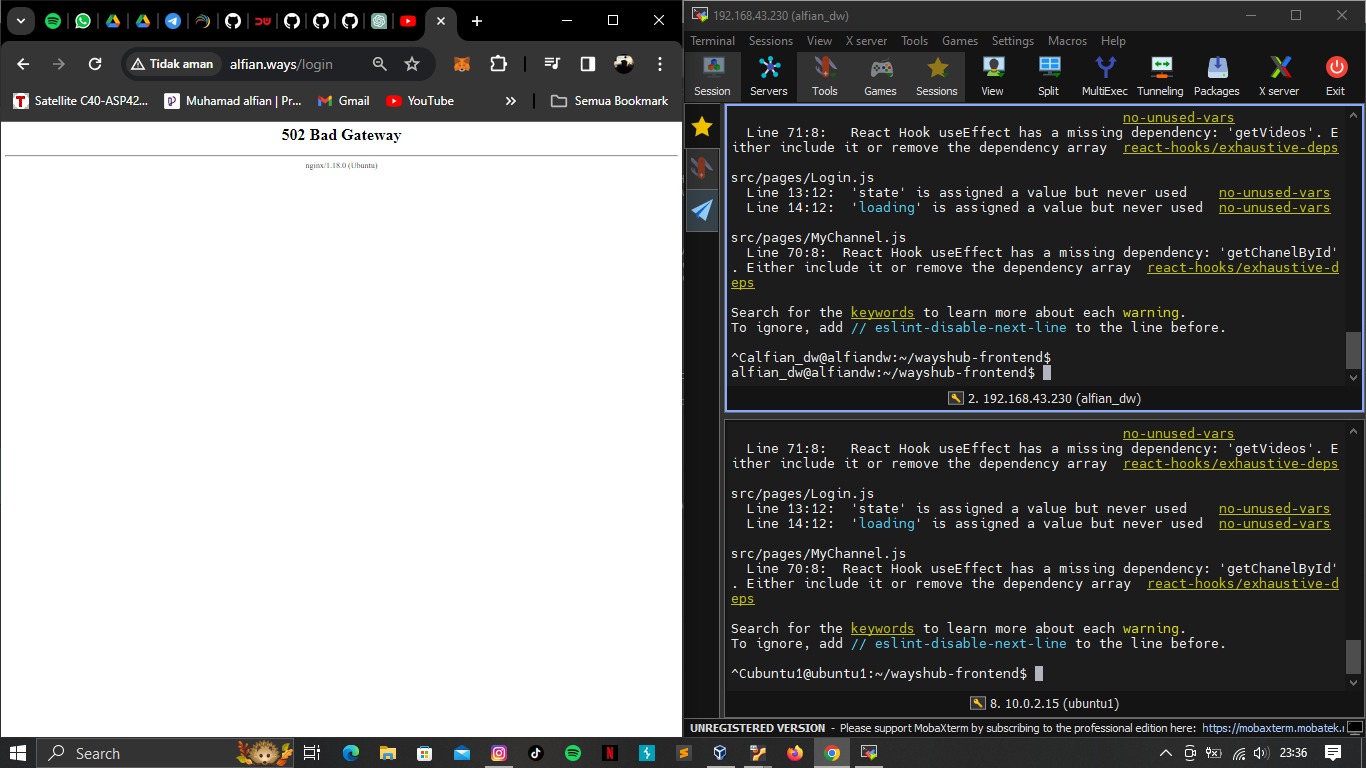 Tidak aman
alfian.ways/login
Satellite C40-ASP42...
Muhamad alfian | Pr...
Gmail
YouTube
»
Semua Bookmark
502 Bad Gateway
nginx/1.18.0 (Ubuntu)
192.168.43.230 (alfian_dw)
Terminal Sessions View X server Tools Games Settings Macros Help
Session Servers Tools Games Sessions View Split MultiExec Tunneling Packages X server Exit
no-unused-vars
Line 71:8: React Hook useEffect has a missing dependency: 'getVideos'. E
ither include it or remove the dependency array react-hooks/exhaustive-deps
src/pages/Login.js
Line 13:12: 'state' is assigned a value but never used no-unused-vars
Line 14:12: 'loading' is assigned a value but never used no-unused-vars
src/pages/MyChannel.js
Line 70:8: React Hook useEffect has a missing dependency: 'getChanelById'
. Either include it or remove the dependency array react-hooks/exhaustive-d
eps
Search for the keywords to learn more about each warning.
To ignore, add // eslint-disable-next-line to the line before.
^Calfian_dw@alfiandw:~/wayshub-frontend$
alfian_dw@alfiandw:~/wayshub-frontend$
2. 192.168.43.230 (alfian_dw)
no-unused-vars
Line 71:8: React Hook useEffect has a missing dependency: 'getVideos'. E
ither include it or remove the dependency array react-hooks/exhaustive-deps
src/pages/Login.js
Line 13:12: 'state' is assigned a value but never used no-unused-vars
Line 14:12: 'loading' is assigned a value but never used no-unused-vars
src/pages/MyChannel.js
Line 70:8: React Hook useEffect has a missing dependency: 'getChanelById'
. Either include it or remove the dependency array react-hooks/exhaustive-d
eps
Search for the keywords to learn more about each warning.
To ignore, add // eslint-disable-next-line to the line before.
^Cubuntu1@ubuntu1:~/wayshub-frontend$
8. 10.0.2.15 (ubuntu1)
UNREGISTERED VERSION - Please support MobaXterm by subscribing to the professional edition here: https://mobaxterm.mobatek.
Search
23:36